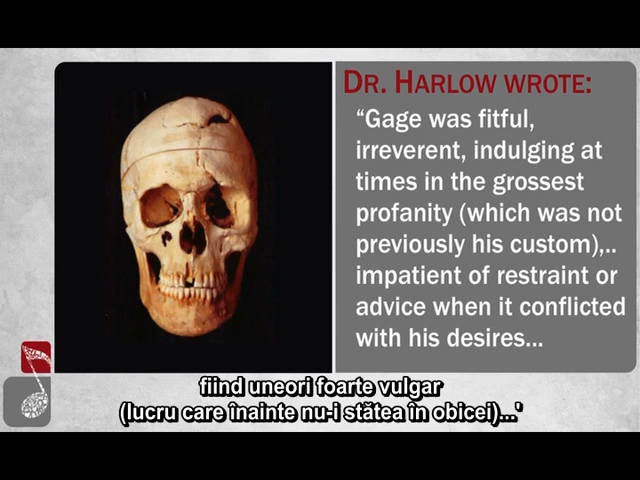 DR. HARLOW WROTE:
“Gage was fitful,
irreverent, indulging at
times in the grossest
profanity (which was not
previously his custom),..
impatient of restraint or
advice when it conflicted
with his desires...
fiind uneori foarte vulgar
(lucru care înainte nu-i stătea în obicei)...'